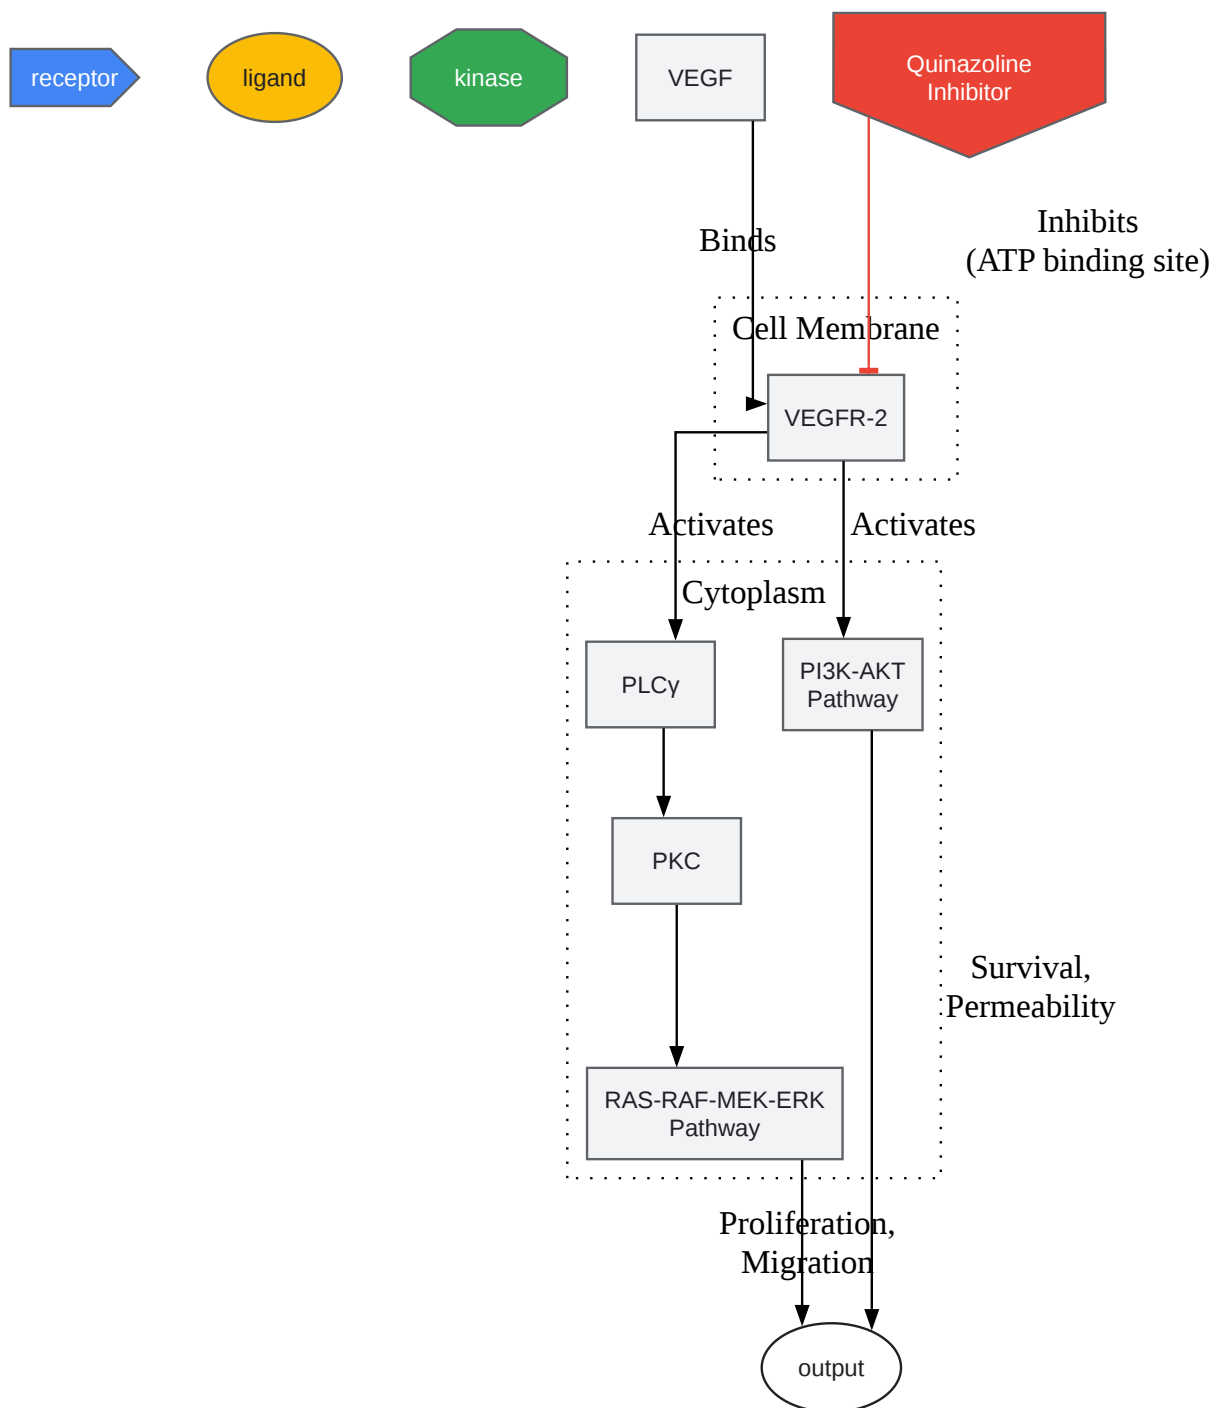 receptor
ligand
kinase
VEGF
Quinazoline
Inhibitor
Binds
Inhibits
(ATP binding site)
Cell Membrane
VEGFR-2
Activates
Activates
Cytoplasm
PLCγ
PI3K-AKT
Pathway
PKC
Survival,
Permeability
RAS-RAF-MEK-ERK
Pathway
Proliferation,
Migration
output